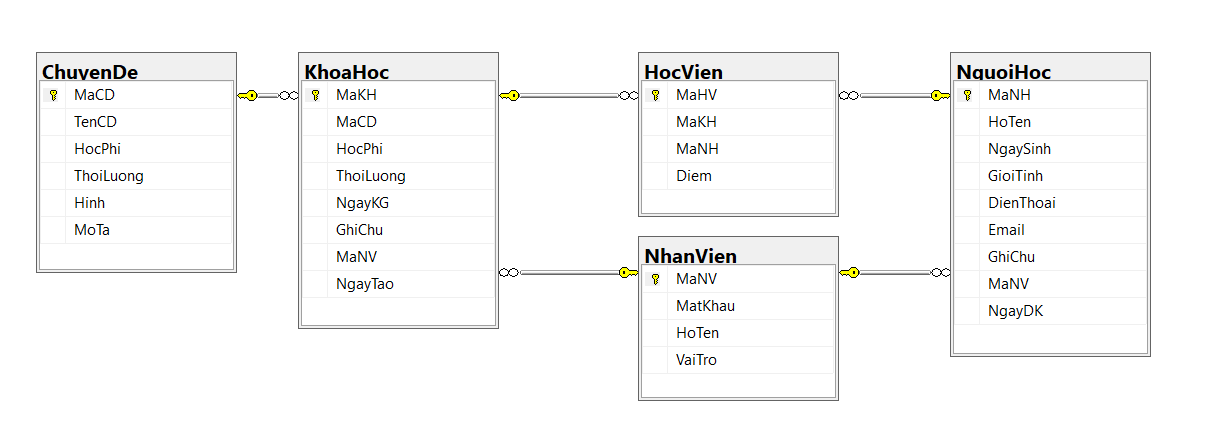 ChuyenDe
MaCD
TenCD
HocPhi
ThoiLuong
Hinh
MoTa
KhoaHoc
MaKH
MaCD
HocPhi
ThoiLuong
NgayKG
GhiChu
MaNV
NgayTao
HocVien
MaHV
MaKH
MaNH
Diem
NhanVien
MaNV
MatKhau
HoTen
VaiTro
NguoiHoc
MaNH
HoTen
NgaySinh
GioiTinh
DienThoai
Email
GhiChu
MaNV
NgayDK